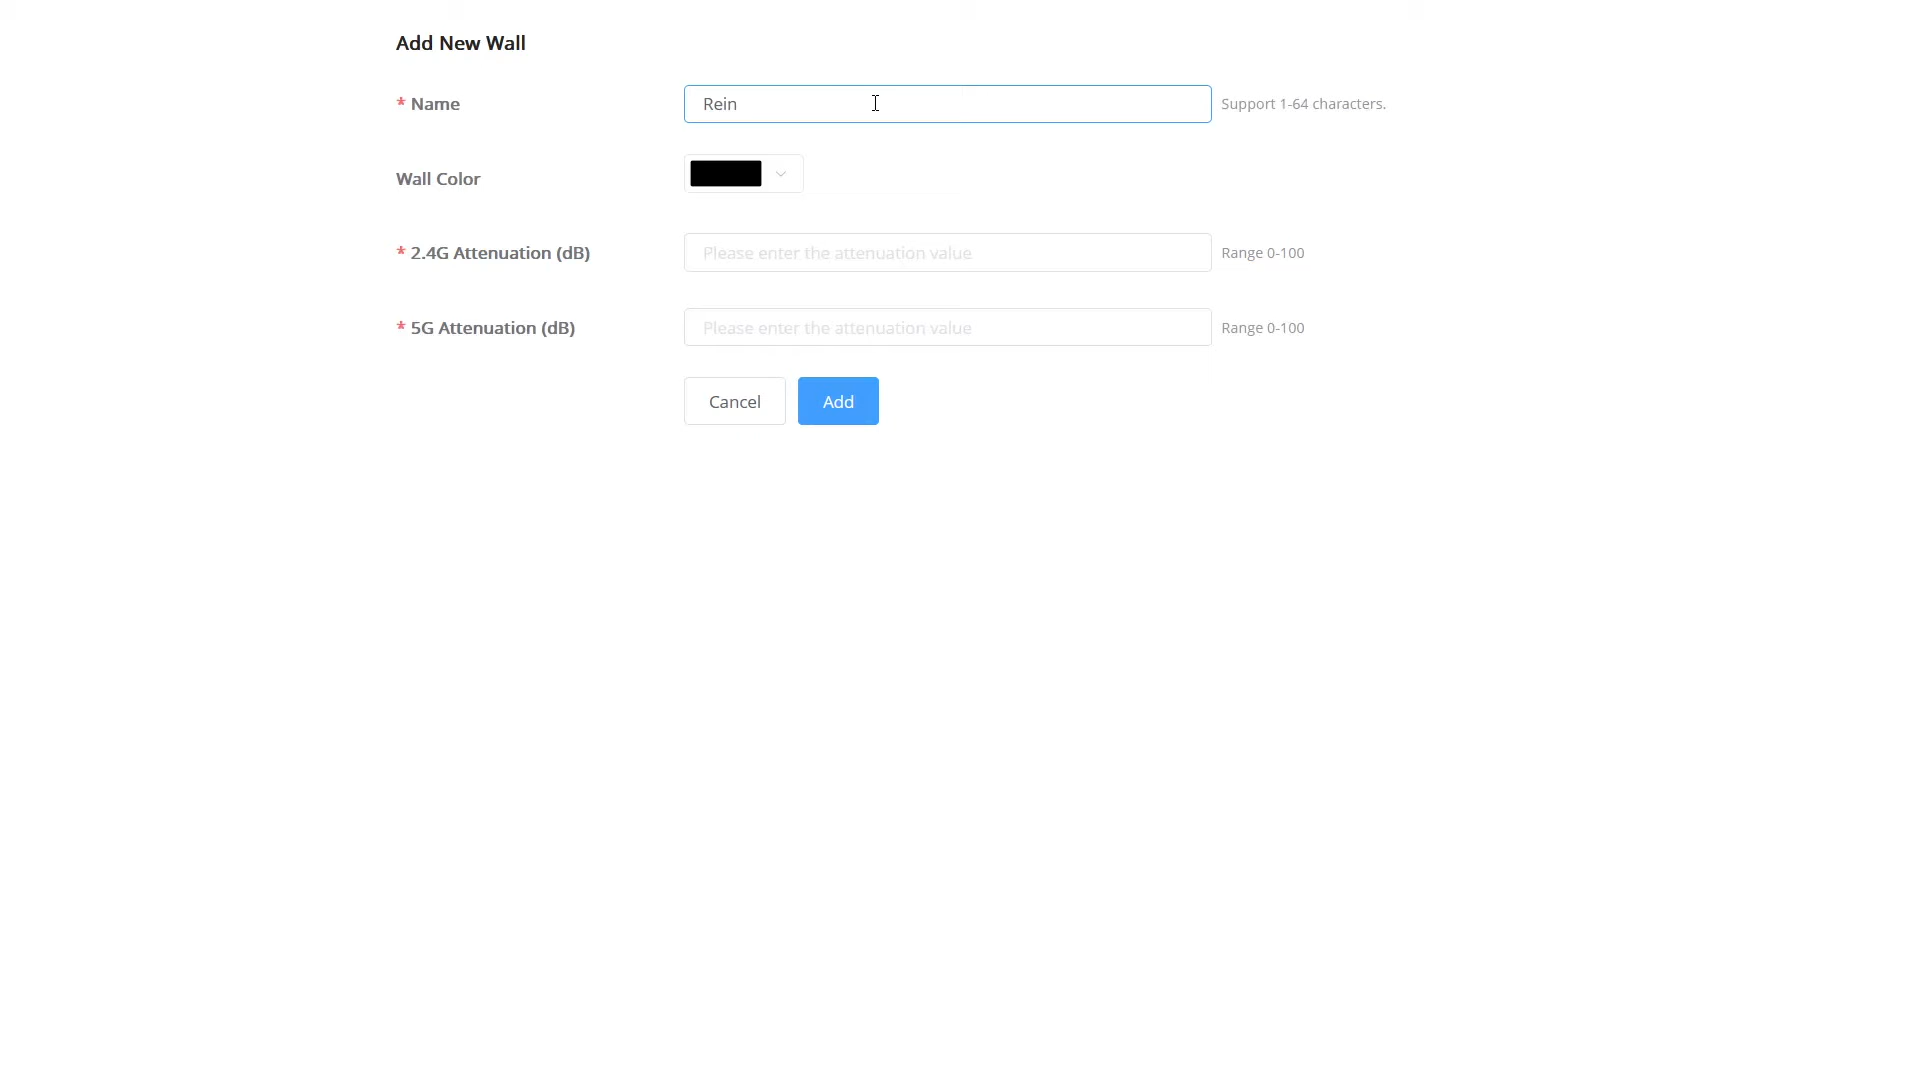 Add New Wall
* Name Rein Support 1-64 characters.
Wall Color
* 2.4G Attenuation (dB) Please enter the attenuation value Range 0-100
* 5G Attenuation (dB) Please enter the attenuation value Range 0-100
Cancel Add